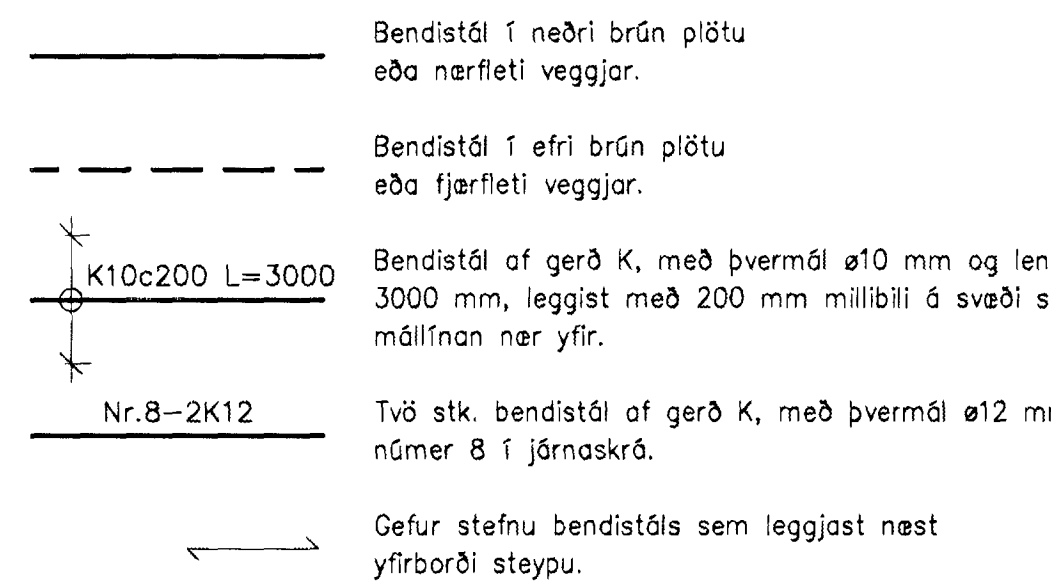 Bendistál í neðri brún plötu
eða nærfleti veggjar.
Bendistál í efri brún plötu
eða fjærfleti veggjar.
K10c200 L=3000
Bendistál af gerð K, með þvermál ø10 mm og len
3000 mm, leggist með 200 mm millibili á svæði s
mállínan nær yfir.
Nr.8-2K12
Tvö stk. bendistál af gerð K, með þvermál ø12 m
númer 8 í járnaskrá.
Gefur stefnu bendistáls sem leggjast næst
yfirborði steypu.